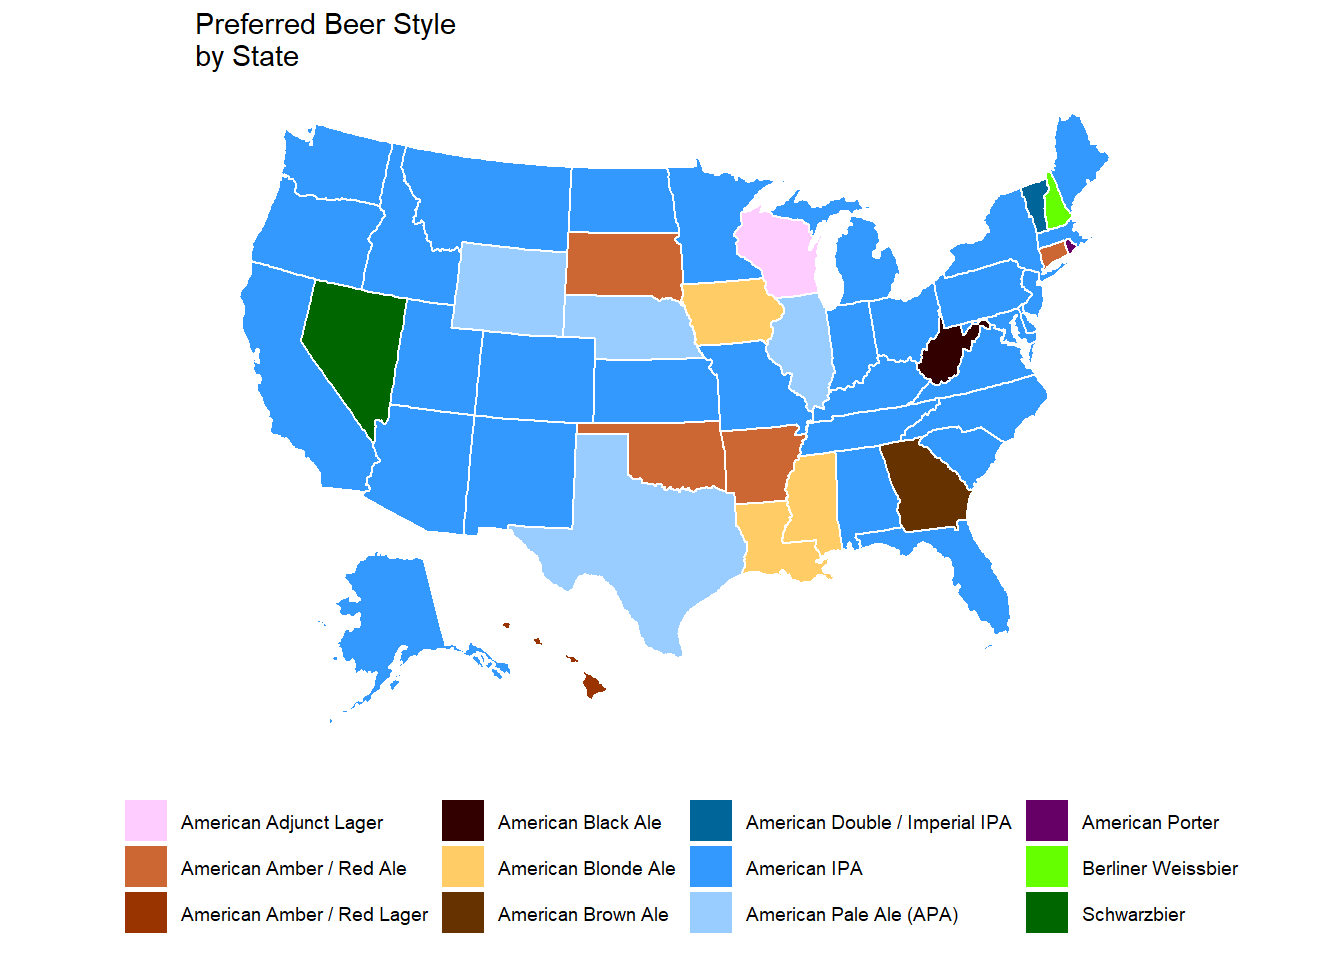 Preferred Beer Style
by State
American Adjunct Lager
American Black Ale
American Double / Imperial IPA
American Porter
American Amber / Red Ale
American Blonde Ale
American IPA
Berliner Weissbier
American Amber / Red Lager
American Brown Ale
American Pale Ale (APA)
Schwarzbier